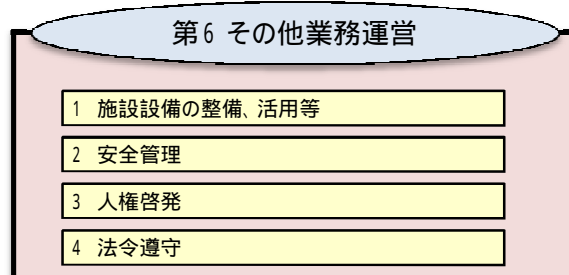 第6 その他業務運営
1 施設設備の整備、活用等
2 安全管理
3 人権啓発
4 法令遵守